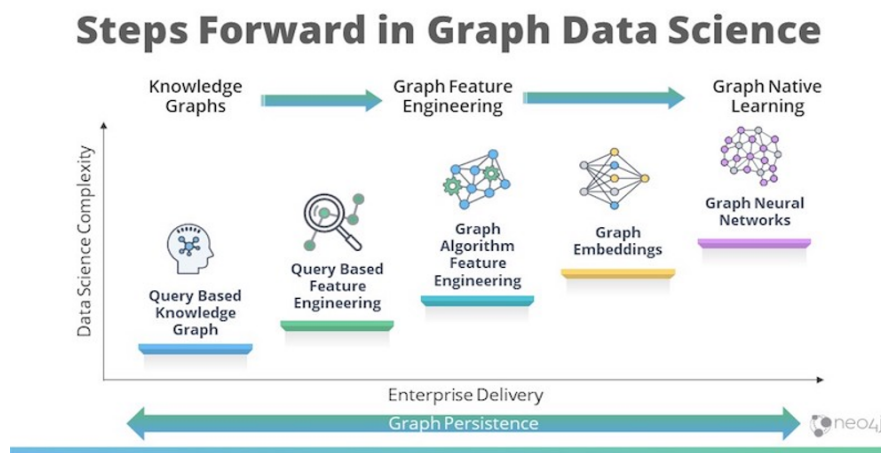 Steps Forward in Graph Data Science
Knowledge
Graphs
Graph Feature
Engineering
Graph Native
Learning
Data Science Complexity
Query Based
Knowledge
Graph
Query Based
Feature
Engineering
Graph
Algorithm
Feature
Engineering
Graph
Embeddings
Graph Neural
Networks
Enterprise Delivery
Graph Persistence
neo4j